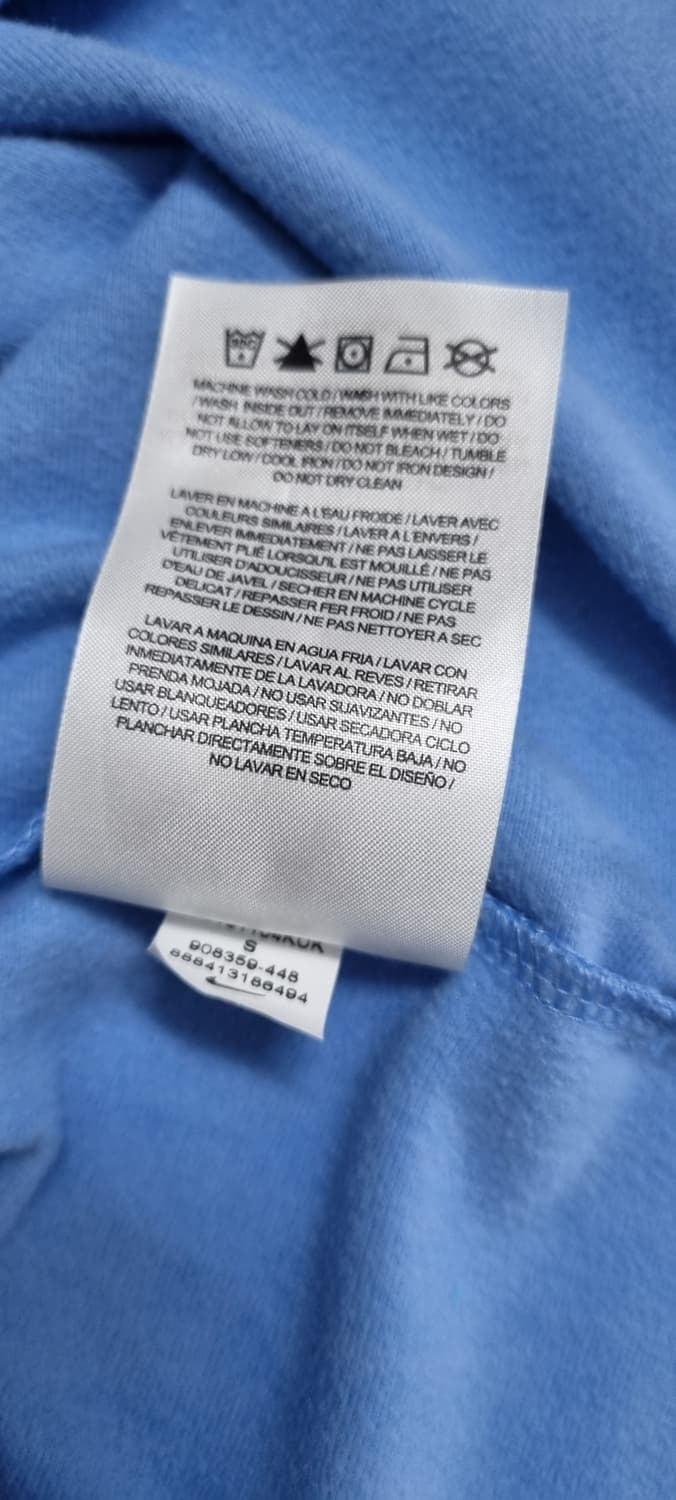 MACHINE WASH COLD / WASH WITH LIKE COLORS
/ WASH INSIDE OUT / REMOVE IMMEDIATELY / DO
NOT ALLOW TO LAY ON ITSELF WHEN WET / DO
NOT USE SOFTENERS / DO NOT BLEACH / TUMBLE
DRY LOW / COOL IRON / DO NOT IRON DESIGN /
DO NOT DRY CLEAN
LAVER EN MACHINE A L'EAU FROIDE / LAVER AVEC
COULEURS SIMILAIRES / LAVER A L'ENVERS /
ENLEVER IMMEDIATEMENT / NE PAS LAISSER LE
VÊTEMENT PLIÉ LORSQU'IL EST MOUILLÉ / NE PAS
UTILISER D'ADOUCISSEUR / NE PAS UTILISER
D'EAU DE JAVEL / SECHER EN MACHINE CYCLE
DELICAT / REPASSER FER FROID / NE PAS
REPASSER LE DESSIN / NE PAS NETTOYER A SEC
LAVAR A MAQUINA EN AGUA FRIA / LAVAR CON
COLORES SIMILARES / LAVAR AL REVES / RETIRAR
INMEDIATAMENTE DE LA LAVADORA / NO DOBLAR
PRENDA MOJADA / NO USAR SUAVIZANTES / NO
USAR BLANQUEADORES / USAR SECADORA CICLO
LENTO / USAR PLANCHA TEMPERATURA BAJA / NO
PLANCHAR DIRECTAMENTE SOBRE EL DISEÑO /
NO LAVAR EN SECO
S
908359-448
888413186494